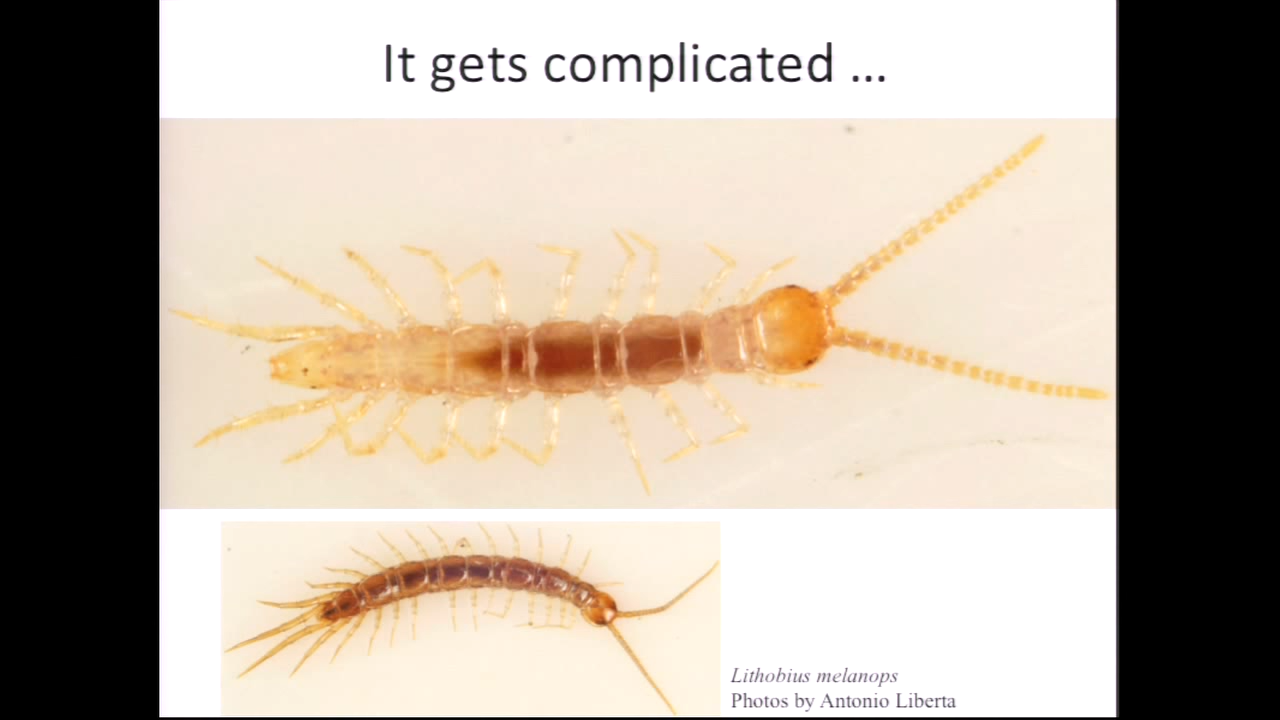 It gets complicated ...
Lithobius melanops
Photos by Antonio Liberta